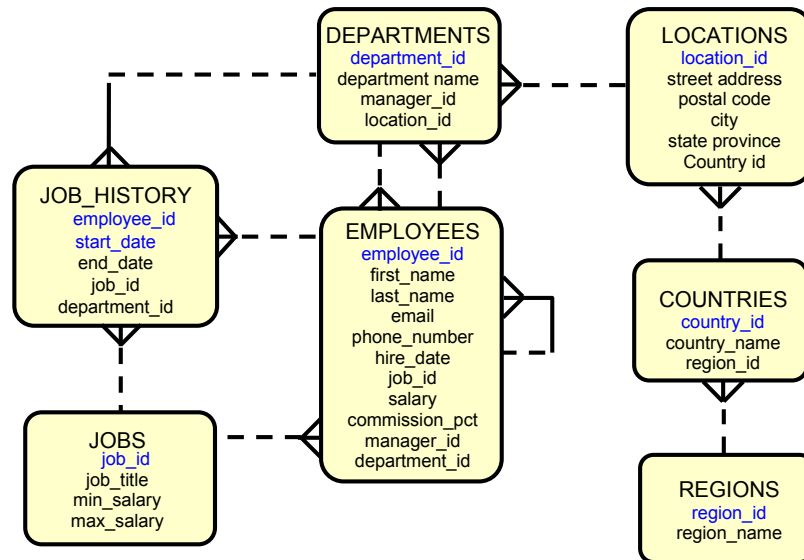 DEPARTMENTS
department_id
department name
manager_id
location_id
LOCATIONS
location_id
street address
postal code
city
state province
Country id
JOB_HISTORY
employee_id
start_date
end_date
job_id
department_id
EMPLOYEES
employee_id
first_name
last_name
email
phone_number
hire_date
job_id
salary
commission_pct
manager_id
department_id
COUNTRIES
country_id
country_name
region_id
JOBS
job_id
job_title
min_salary
max_salary
REGIONS
region_id
region_name